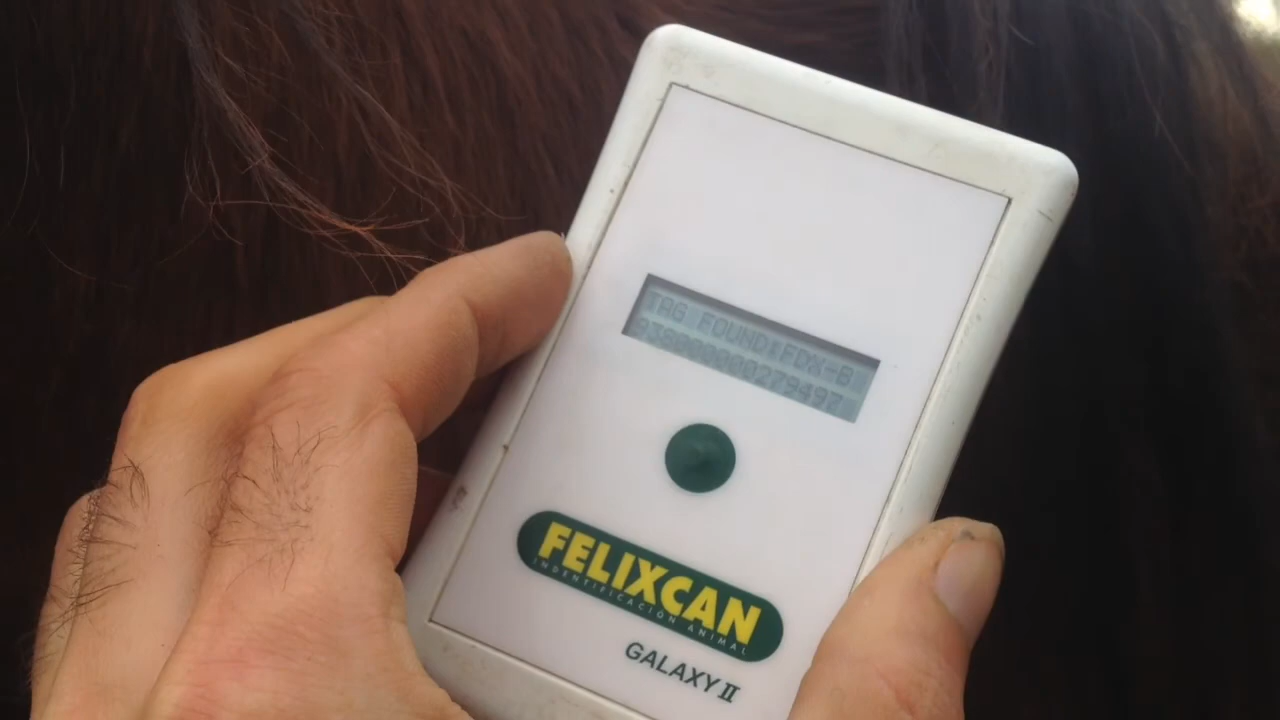 TAG FOUND:FDX-B
938000000279497
FELIXCAN
INDENTIFICACIÓN ANIMAL
GALAXY II